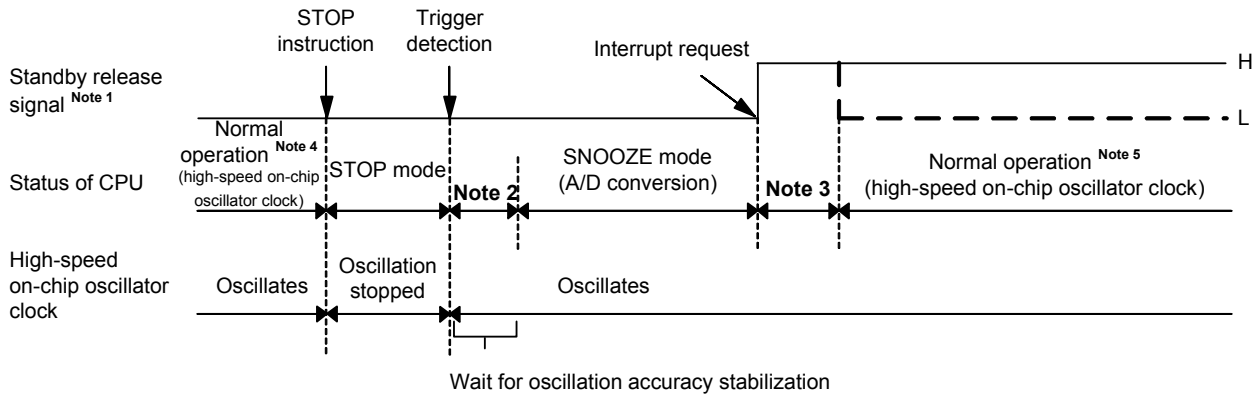 STOP
instruction
Trigger
detection
Interrupt request
Standby release
signal Note 1
H
L
Normal
operation Note 4
(high-speed on-chip
oscillator clock)
STOP mode
Note 2
SNOOZE mode
(A/D conversion)
Note 3
Normal operation Note 5
(high-speed on-chip oscillator clock)
Status of CPU
High-speed
on-chip oscillator
clock
Oscillates
Oscillation
stopped
Oscillates
Wait for oscillation accuracy stabilization